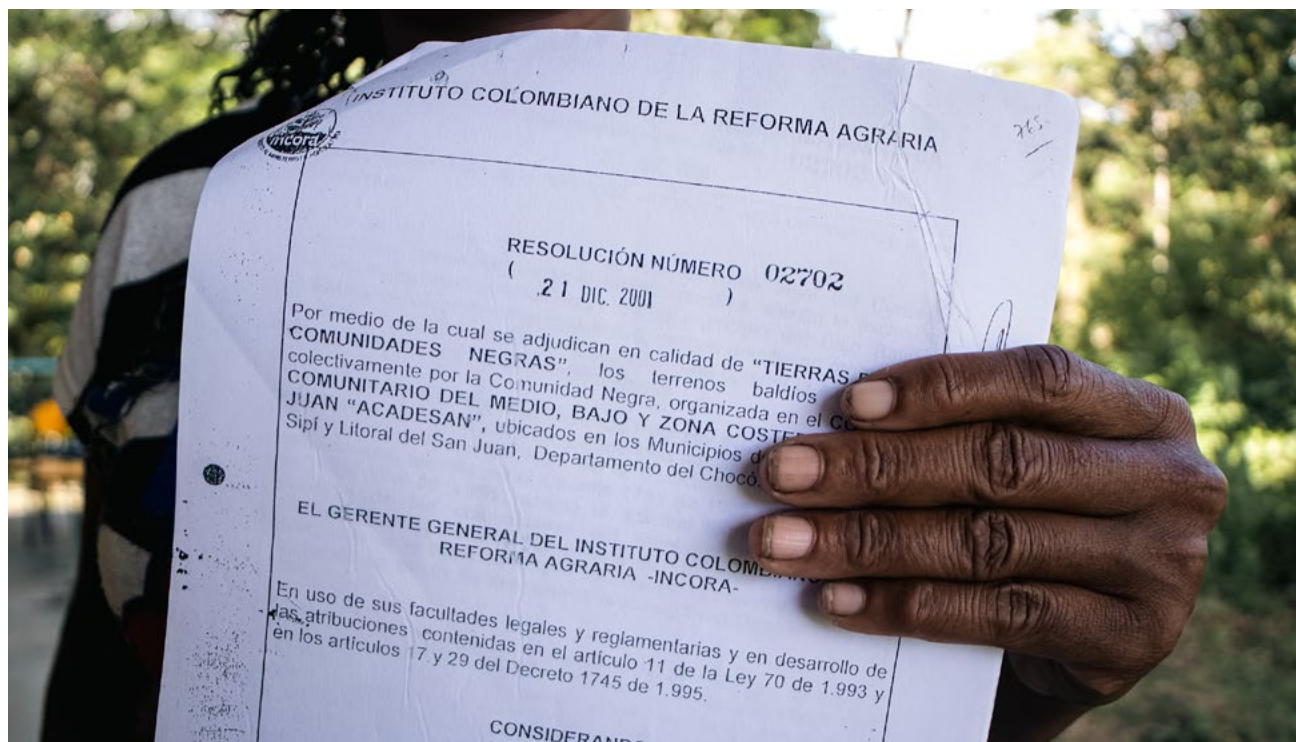 INSTITUTO COLOMBIANO DE LA REFORMA AGRARIA
incora
765-
RESOLUCIÓN NÚMERO 02702
( 21 DIC. 2001 )
Por medio de la cual se adjudican en calidad de “TIERRAS
COMUNIDADES NEGRAS”, los terrenos baldíos
colectivamente por la Comunidad Negra, organizada en el
COMUNITARIO DEL MEDIO, BAJO Y ZONA
JUAN “ACADESAN”, ubicados en los Municipios
Sipí y Litoral del San Juan, Departamento del Chocó.
EL GERENTE GENERAL DEL INSTITUTO
REFORMA AGRARIA -INCORA-
En uso de sus facultades legales y reglamentarias y en desarrollo de
las atribuciones contenidas en el artículo 11 de la Ley 70 de 1.993 y
en los artículos 17 y 29 del Decreto 1745 de 1.995.